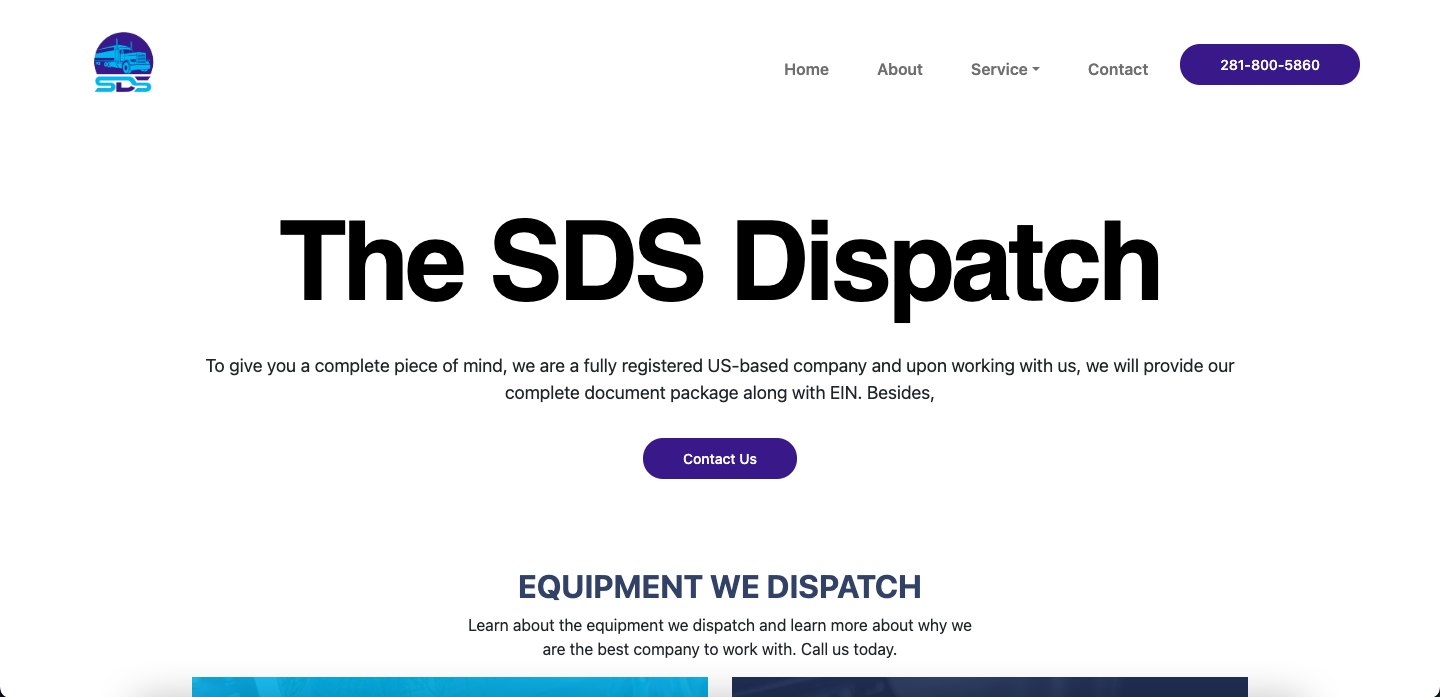 SDS
Home
About
Service
Contact
281-800-5860
The SDS Dispatch
To give you a complete piece of mind, we are a fully registered US-based company and upon working with us, we will provide our
complete document package along with EIN. Besides,
Contact Us
EQUIPMENT WE DISPATCH
Learn about the equipment we dispatch and learn more about why we
are the best company to work with. Call us today.